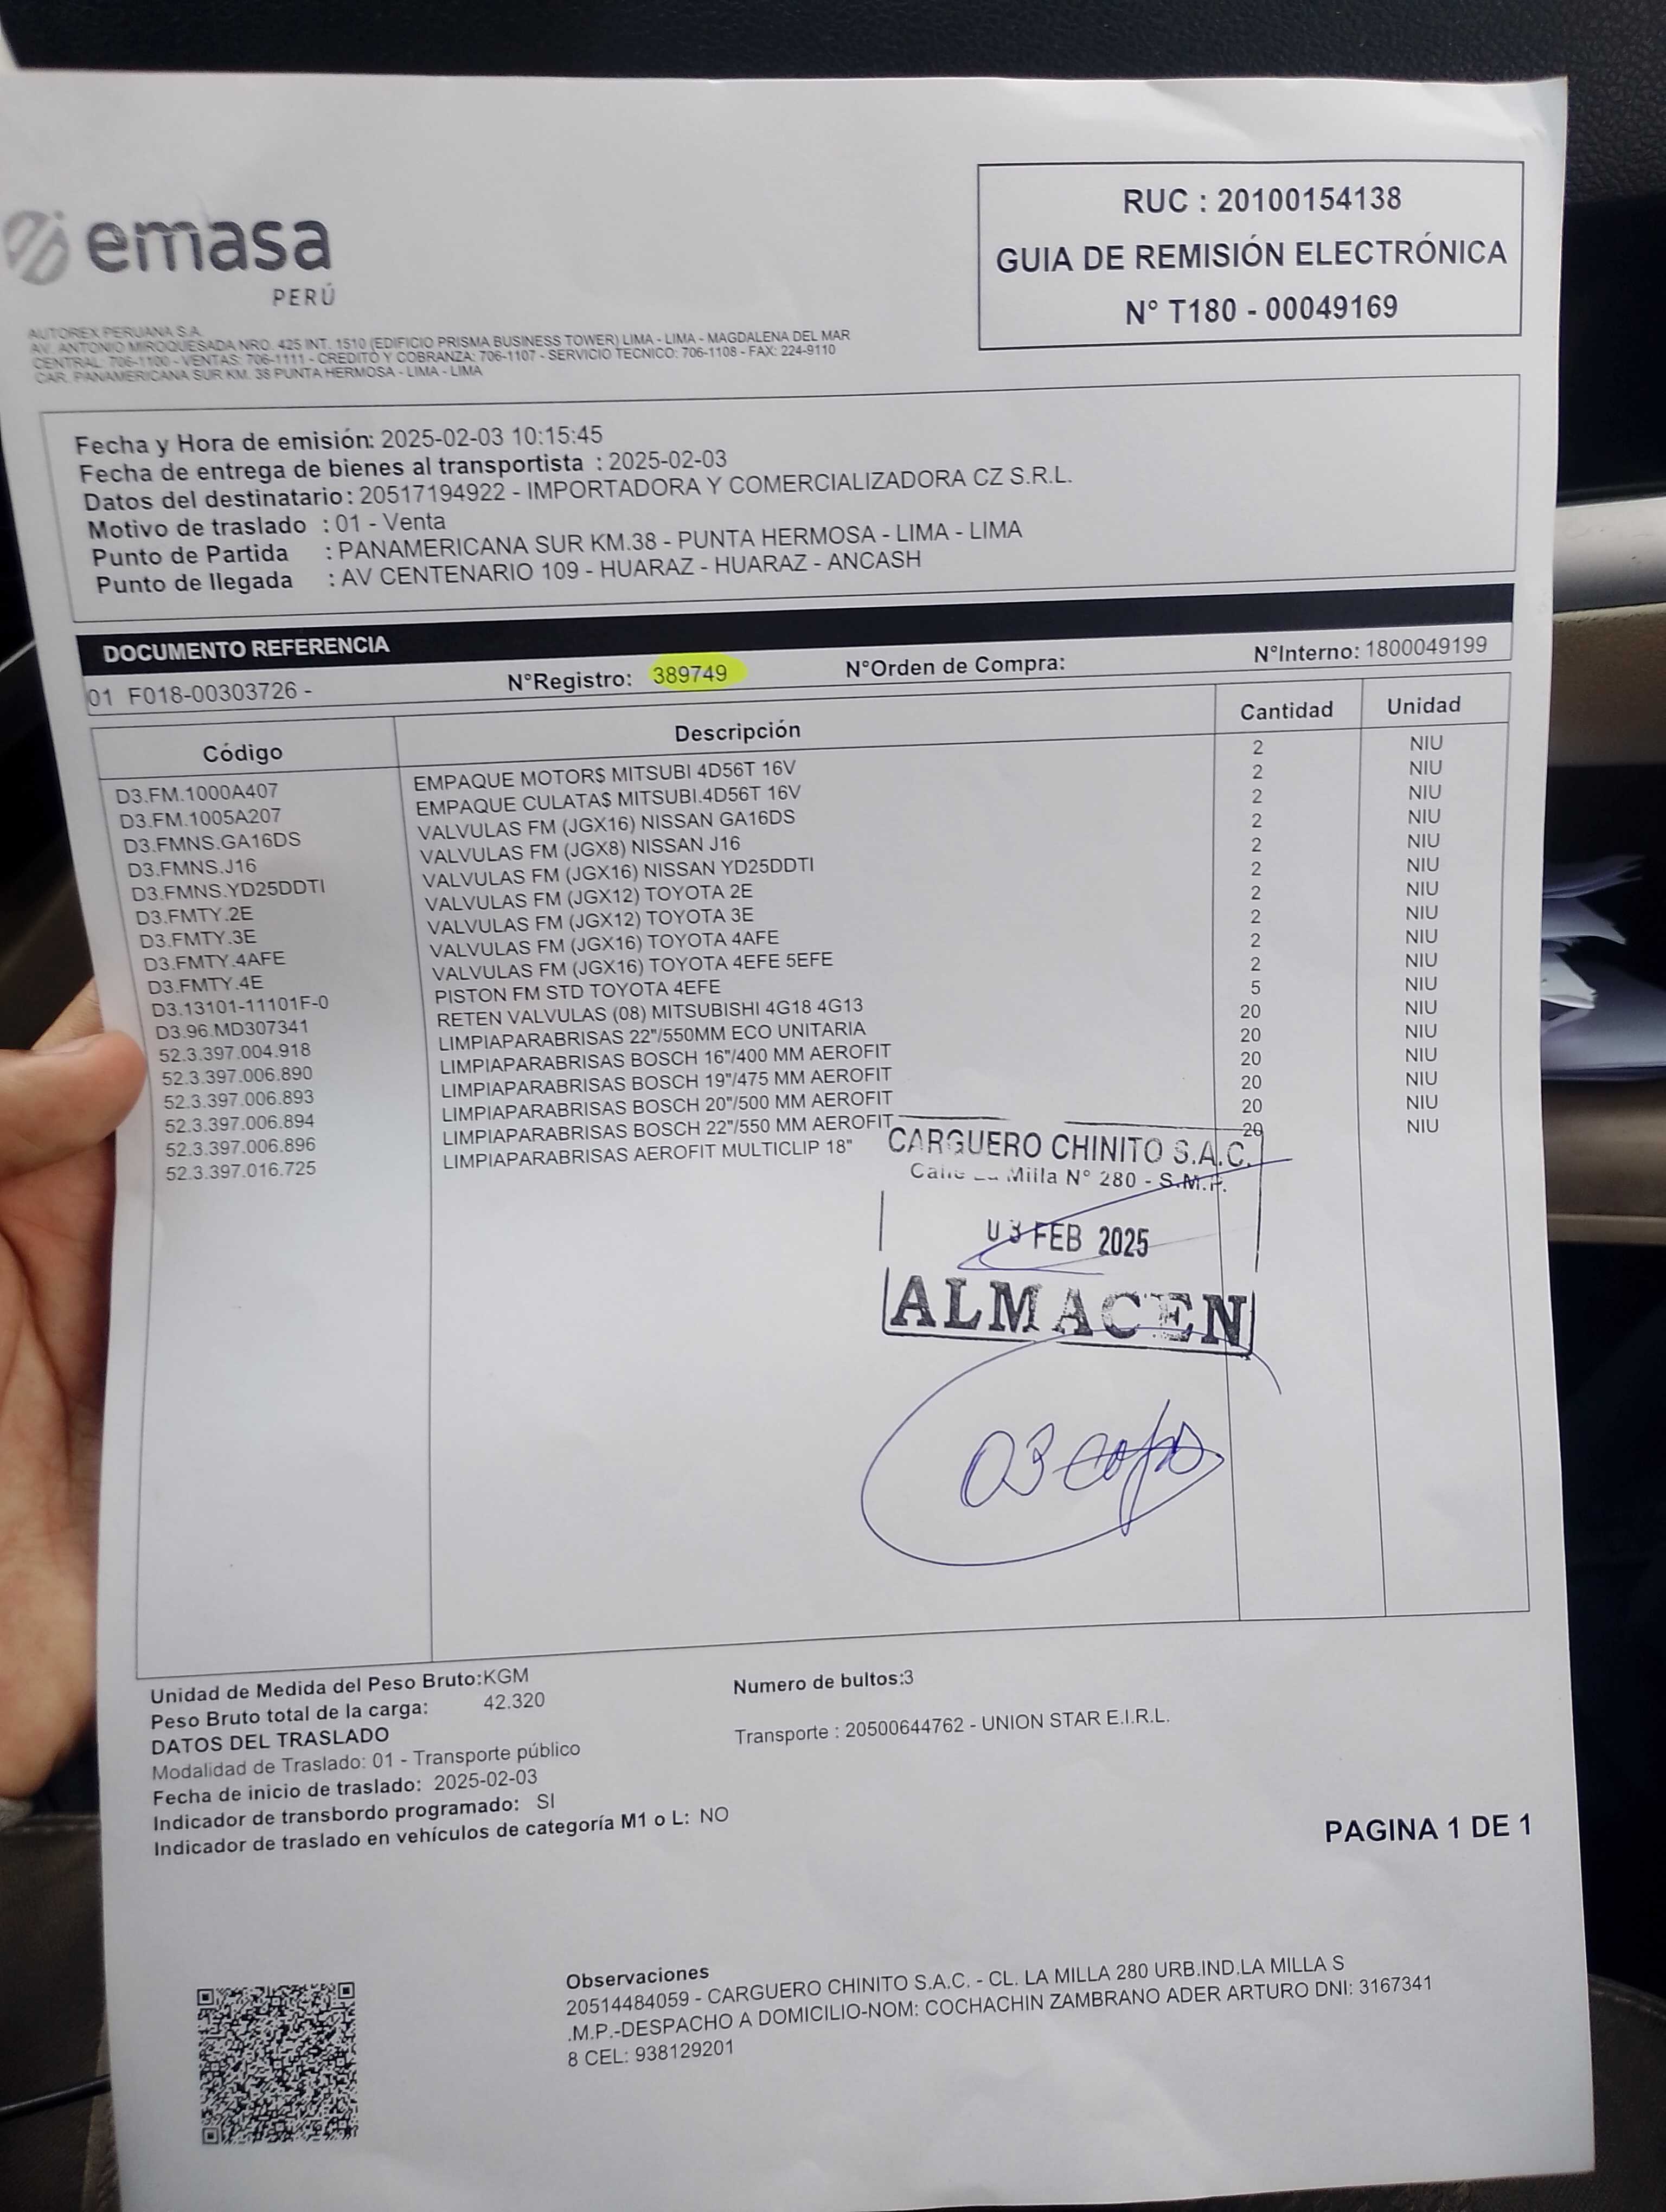 emasa
PERÚ
RUC : 20100154138
GUIA DE REMISIÓN ELECTRÓNICA
N° T180 - 00049169
AUTOREX PERUANA S.A.
AV. ANTONIO MIROQUESADA NRO. 425 INT. 1510 (EDIFICIO PRISMA BUSINESS TOWER) LIMA - LIMA - MAGDALENA DEL MAR
CENTRAL: 706-1100 - VENTAS: 706-1111 - CREDITO Y COBRANZA: 706-1107 - SERVICIO TECNICO: 706-1108 - FAX: 224-9110
CAR. PANAMERICANA SUR KM. 38 PUNTA HERMOSA - LIMA - LIMA
Fecha y Hora de emisión: 2025-02-03 10:15:45
Fecha de entrega de bienes al transportista : 2025-02-03
Datos del destinatario : 20517194922 - IMPORTADORA Y COMERCIALIZADORA CZ S.R.L.
Motivo de traslado : 01 - Venta
Punto de Partida : PANAMERICANA SUR KM.38 - PUNTA HERMOSA - LIMA - LIMA
Punto de llegada : AV CENTENARIO 109 - HUARAZ - HUARAZ - ANCASH
DOCUMENTO REFERENCIA
01 F018-00303726 - N°Registro: 389749 N°Orden de Compra: N°Interno: 1800049199
Código Descripción Cantidad Unidad
D3.FM.1000A407 EMPAQUE MOTOR$ MITSUBI 4D56T 16V 2 NIU
D3.FM.1005A207 EMPAQUE CULATA$ MITSUBI.4D56T 16V 2 NIU
D3.FMNS.GA16DS VALVULAS FM (JGX16) NISSAN GA16DS 2 NIU
D3.FMNS.J16 VALVULAS FM (JGX8) NISSAN J16 2 NIU
D3.FMNS.YD25DDTI VALVULAS FM (JGX16) NISSAN YD25DDTI 2 NIU
D3.FMTY.2E VALVULAS FM (JGX12) TOYOTA 2E 2 NIU
D3.FMTY.3E VALVULAS FM (JGX12) TOYOTA 3E 2 NIU
D3.FMTY.4AFE VALVULAS FM (JGX16) TOYOTA 4AFE 2 NIU
D3.FMTY.4E VALVULAS FM (JGX16) TOYOTA 4EFE 5EFE 2 NIU
D3.13101-11101F-0 PISTON FM STD TOYOTA 4EFE 2 NIU
D3.96.MD307341 RETEN VALVULAS (08) MITSUBISHI 4G18 4G13 5 NIU
52.3.397.004.918 LIMPIAPARABRISAS 22"/550MM ECO UNITARIA 20 NIU
52.3.397.006.890 LIMPIAPARABRISAS BOSCH 16"/400 MM AEROFIT 20 NIU
52.3.397.006.893 LIMPIAPARABRISAS BOSCH 19"/475 MM AEROFIT 20 NIU
52.3.397.006.894 LIMPIAPARABRISAS BOSCH 20"/500 MM AEROFIT 20 NIU
52.3.397.006.896 LIMPIAPARABRISAS BOSCH 22"/550 MM AEROFIT 20 NIU
52.3.397.016.725 LIMPIAPARABRISAS AEROFIT MULTICLIP 18" 20 NIU
CARGUERO CHINITO S.A.C.
Calle La Milla N° 280 - S.M.P.
03 FEB 2025
ALMACEN
03
Unidad de Medida del Peso Bruto:KGM
Numero de bultos:3
Peso Bruto total de la carga: 42.320
DATOS DEL TRASLADO
Transporte : 20500644762 - UNION STAR E.I.R.L.
Modalidad de Traslado: 01 - Transporte público
Fecha de inicio de traslado: 2025-02-03
Indicador de transbordo programado: SI
Indicador de traslado en vehículos de categoría M1 o L: NO
PAGINA 1 DE 1
Observaciones
20514484059 - CARGUERO CHINITO S.A.C. - CL. LA MILLA 280 URB.IND.LA MILLA S
.M.P.-DESPACHO A DOMICILIO-NOM: COCHACHIN ZAMBRANO ADER ARTURO DNI: 3167341
8 CEL: 938129201